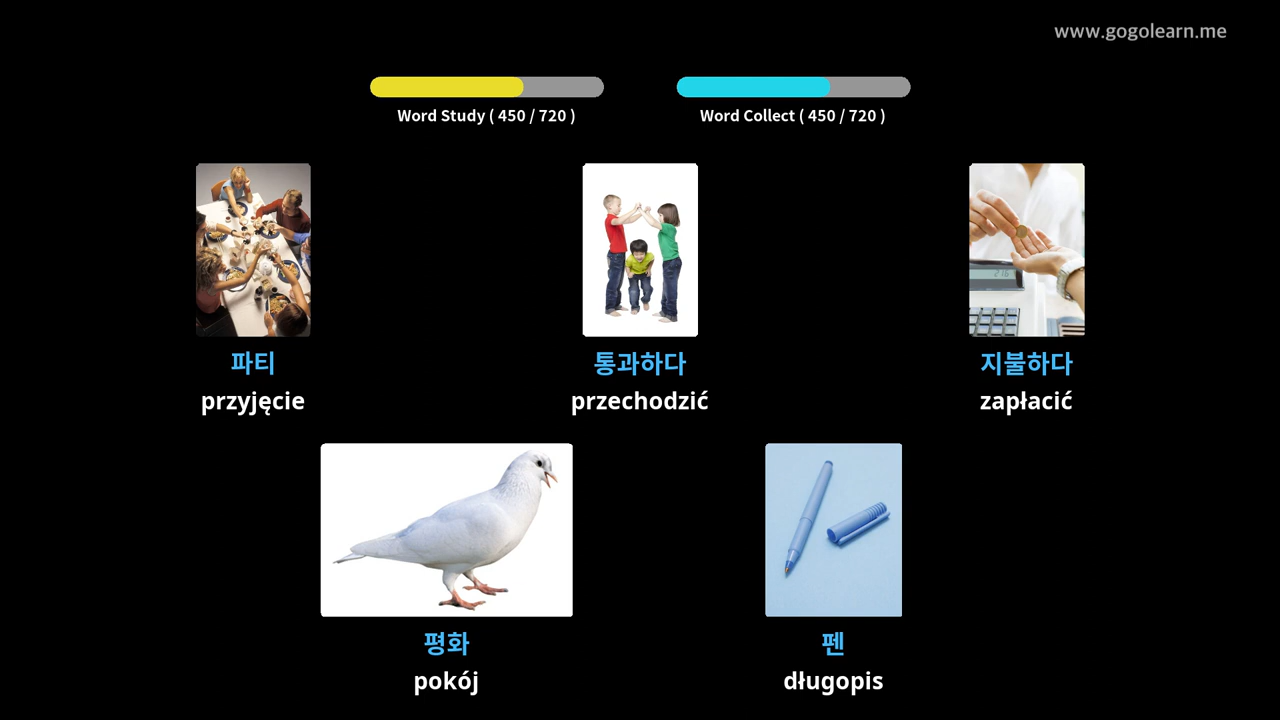 www.gogolearn.me
Word Study ( 450 / 720 )
Word Collect ( 450 / 720 )
파티
통과하다
지불하다
przyjęcie
przechodzić
zapłacić
평화
펜
pokój
długopis